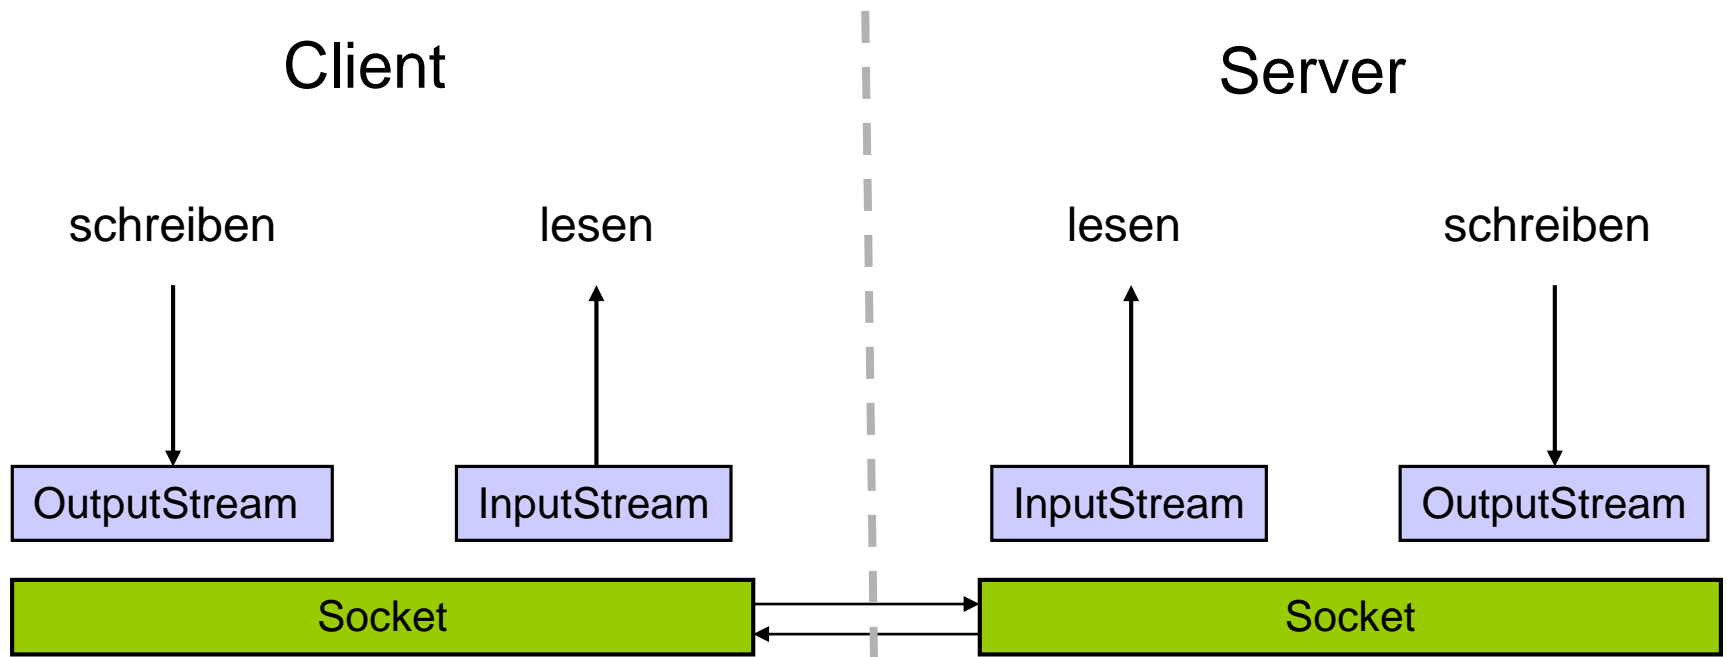 Client
Server
schreiben
lesen
lesen
schreiben
OutputStream
InputStream
InputStream
OutputStream
Socket
Socket